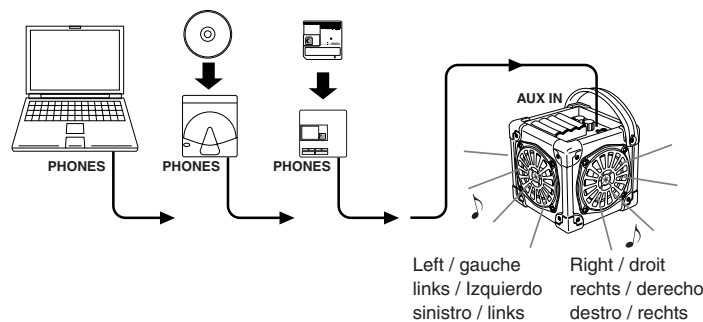 AUX IN
PHONES
PHONES
PHONES
Left / gauche
links / Izquierdo
sinistro / links
Right / droit
rechts / derecho
destro / rechts